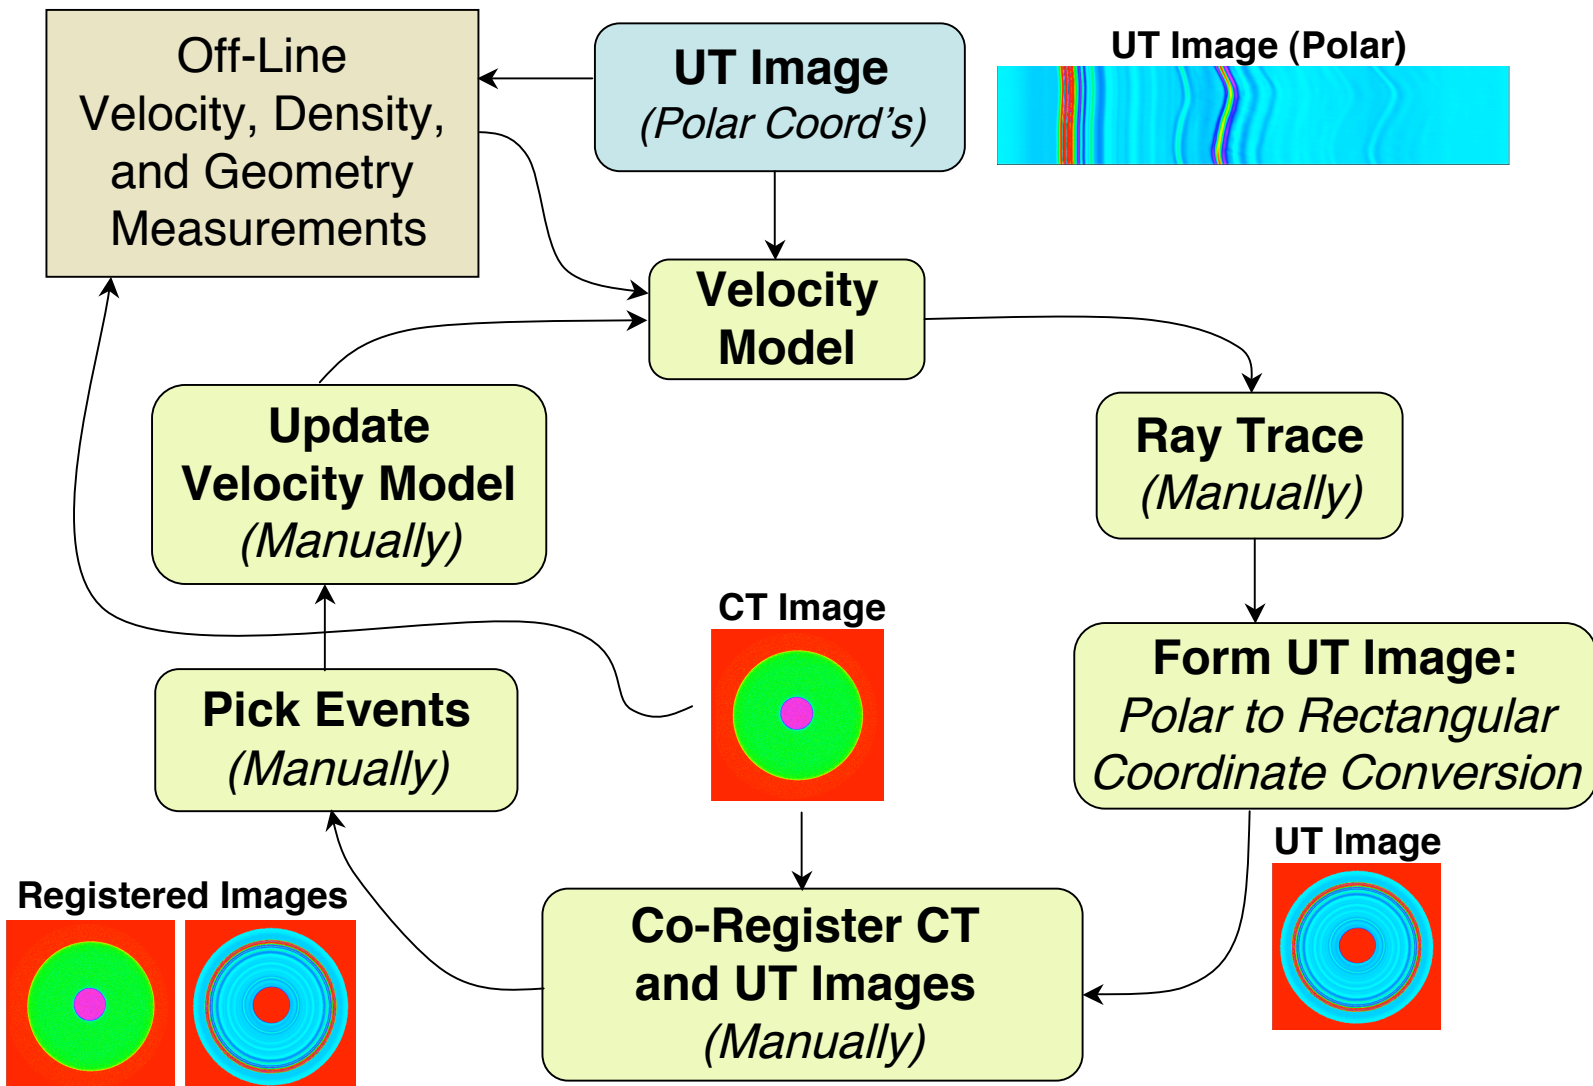 Off-Line
Velocity, Density,
and Geometry
Measurements
UT Image
(Polar Coord's)
UT Image (Polar)
Velocity
Model
Update
Velocity Model
(Manually)
Ray Trace
(Manually)
CT Image
Form UT Image:
Polar to Rectangular
Coordinate Conversion
Pick Events
(Manually)
UT Image
Registered Images
Co-Register CT
and UT Images
(Manually)